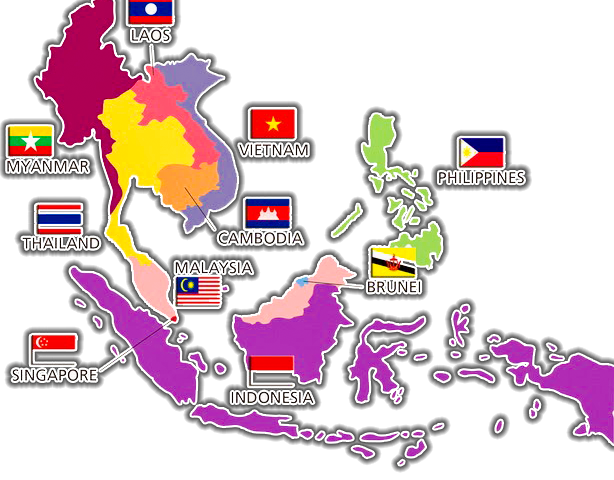 LAOS
VIETNAM
MYANMAR
PHILIPPINES
THAILAND
CAMBODIA
MALAYSIA
BRUNEI
SINGAPORE
INDONESIA